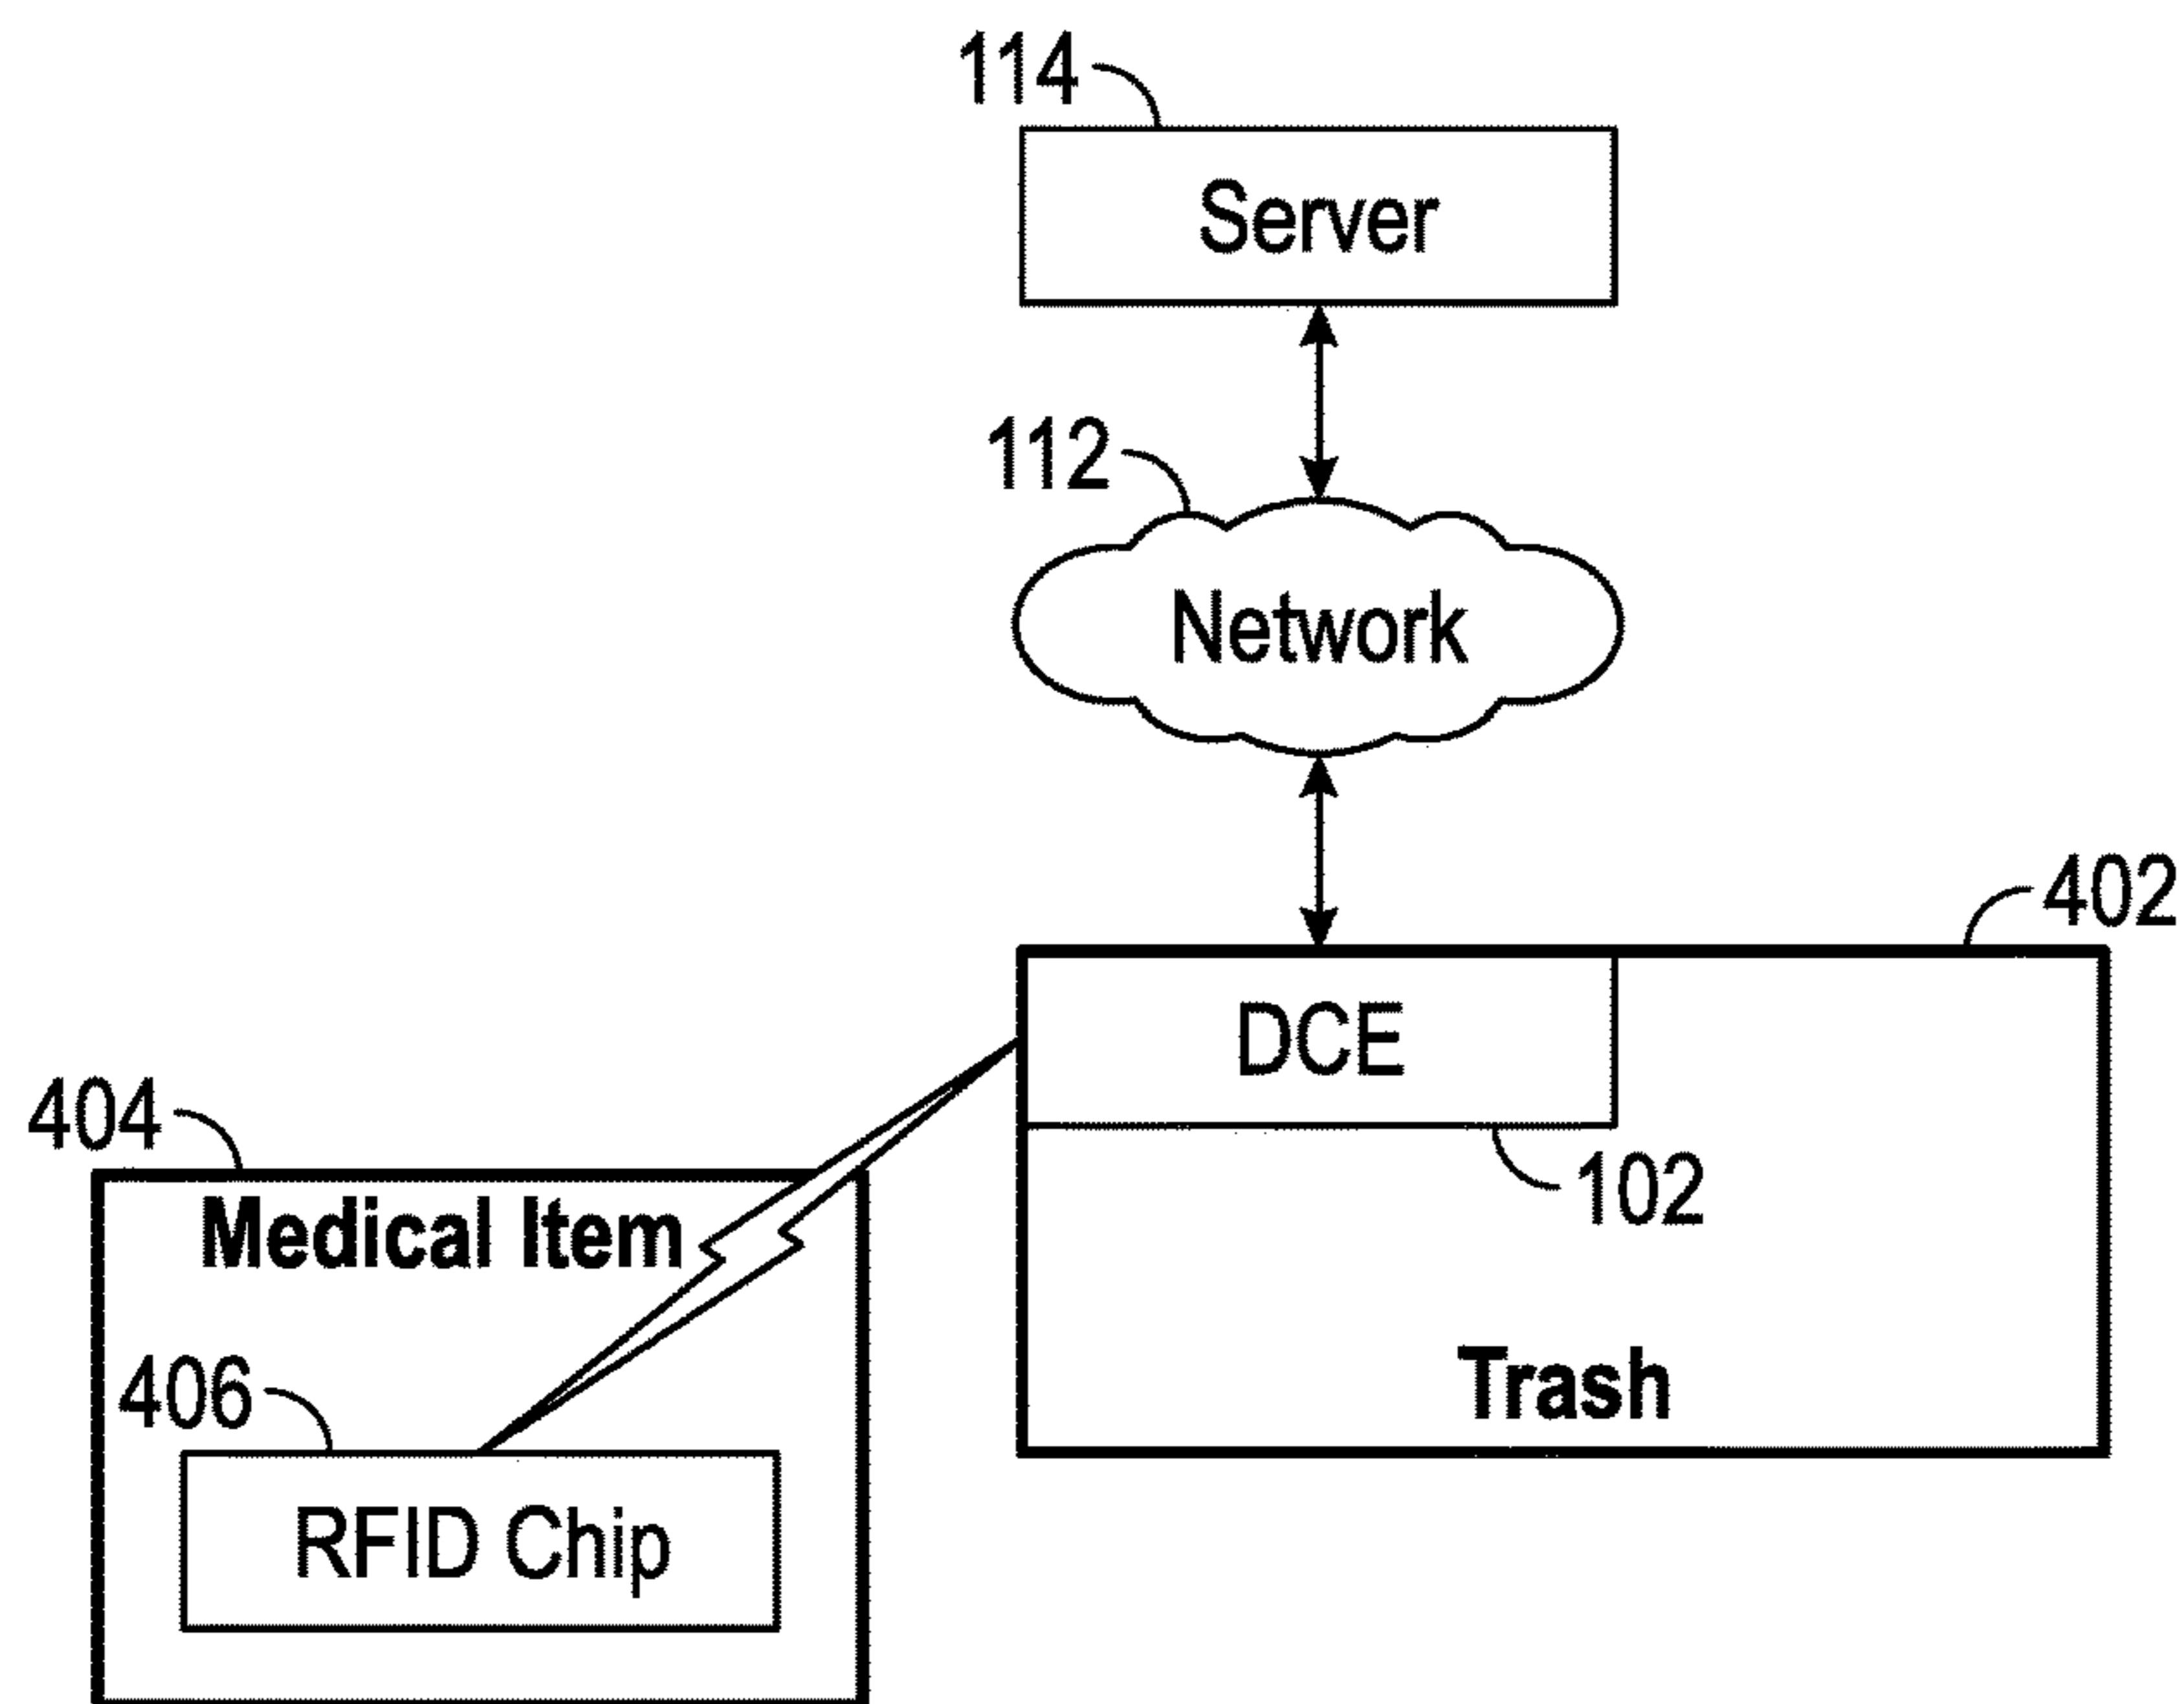 114
Server
112
Network
402
DCE
404
102
Medical Item
Trash
406
RFID Chip